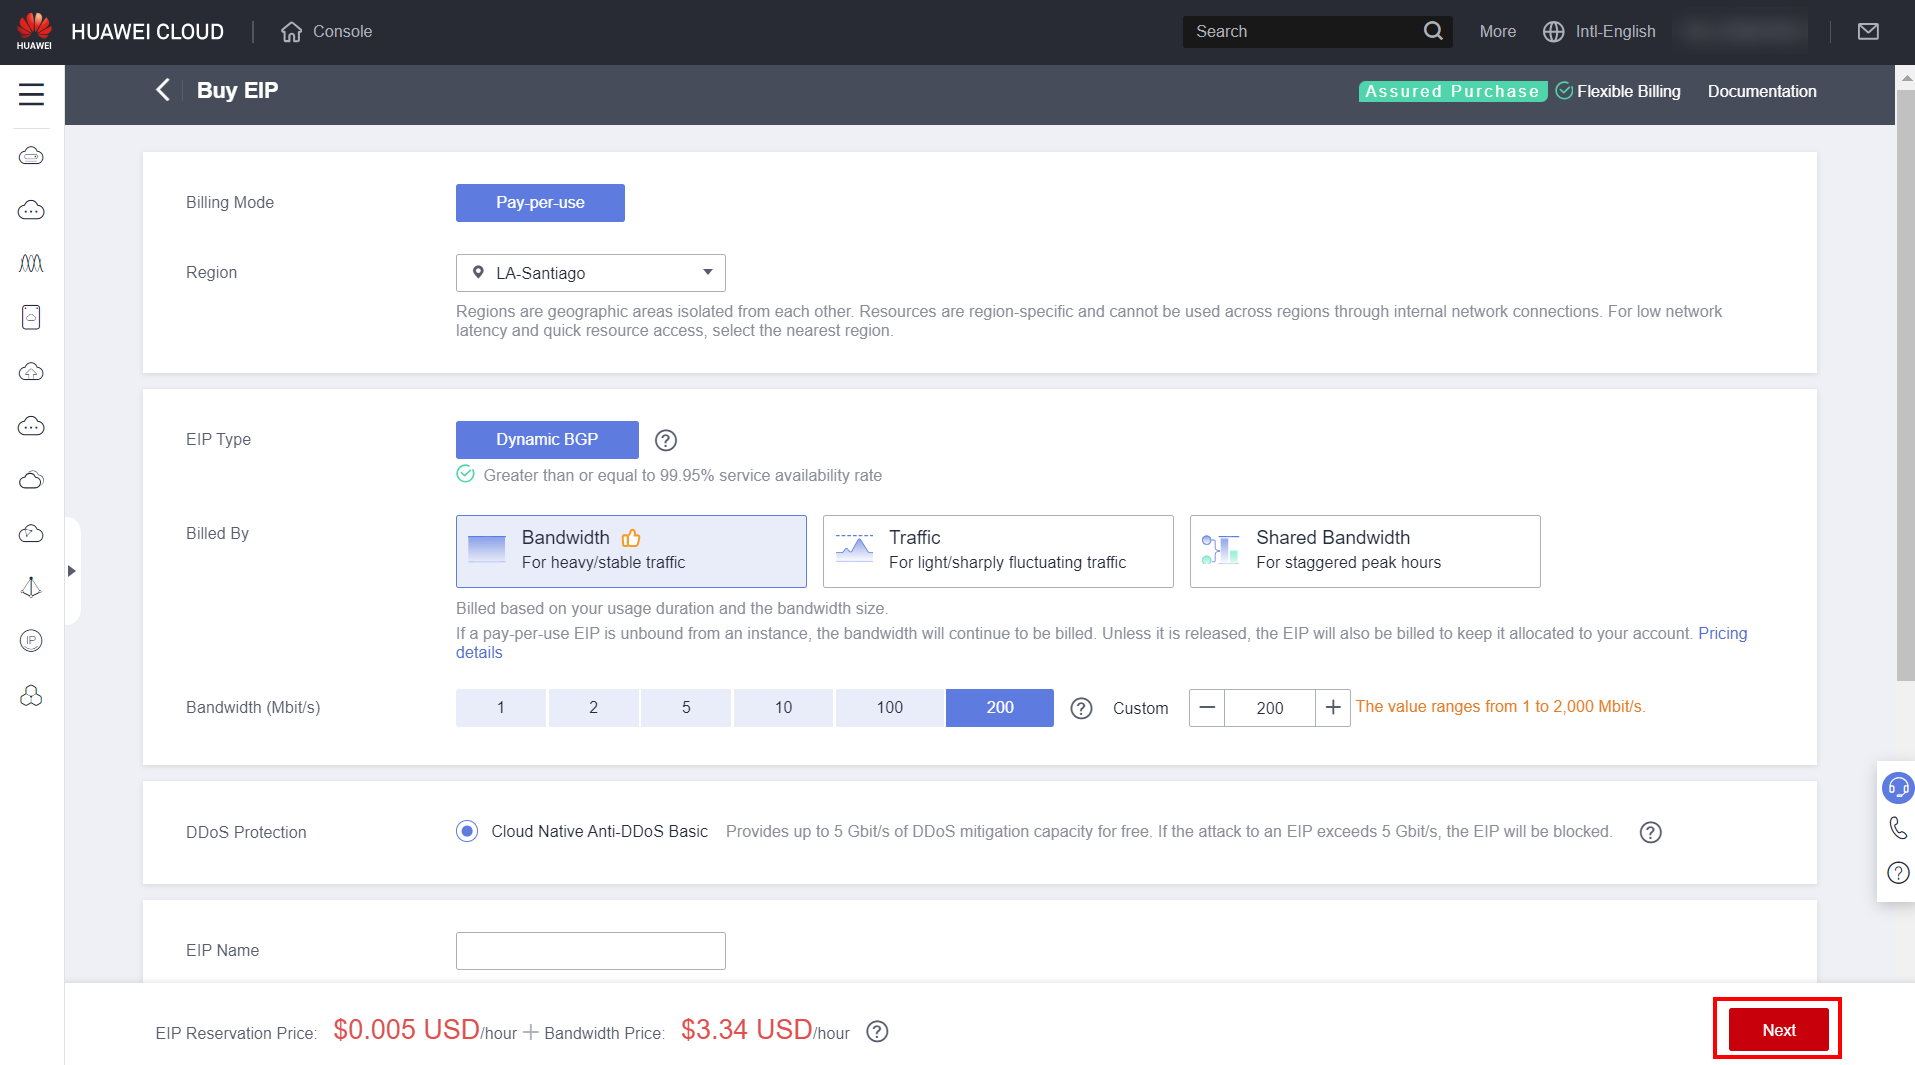 HUAWEI
HUAWEI CLOUD
Console
Search
More
Intl-English
Buy EIP
Assured Purchase
Flexible Billing
Documentation
Billing Mode
Pay-per-use
Region
LA-Santiago
Regions are geographic areas isolated from each other. Resources are region-specific and cannot be used across regions through internal network connections. For low network
latency and quick resource access, select the nearest region.
EIP Type
Dynamic BGP
?
Greater than or equal to 99.95% service availability rate
Billed By
Bandwidth
For heavy/stable traffic
Traffic
For light/sharply fluctuating traffic
Shared Bandwidth
For staggered peak hours
Billed based on your usage duration and the bandwidth size.
If a pay-per-use EIP is unbound from an instance, the bandwidth will continue to be billed. Unless it is released, the EIP will also be billed to keep it allocated to your account. Pricing
details
IP
Bandwidth (Mbit/s)
1
2
5
10
100
200
?
Custom
200
The value ranges from 1 to 2,000 Mbit/s.
DDoS Protection
Cloud Native Anti-DDoS Basic
Provides up to 5 Gbit/s of DDoS mitigation capacity for free. If the attack to an EIP exceeds 5 Gbit/s, the EIP will be blocked.
?
?
EIP Name
EIP Reservation Price: $0.005 USD/hour + Bandwidth Price: $3.34 USD/hour ?
Next